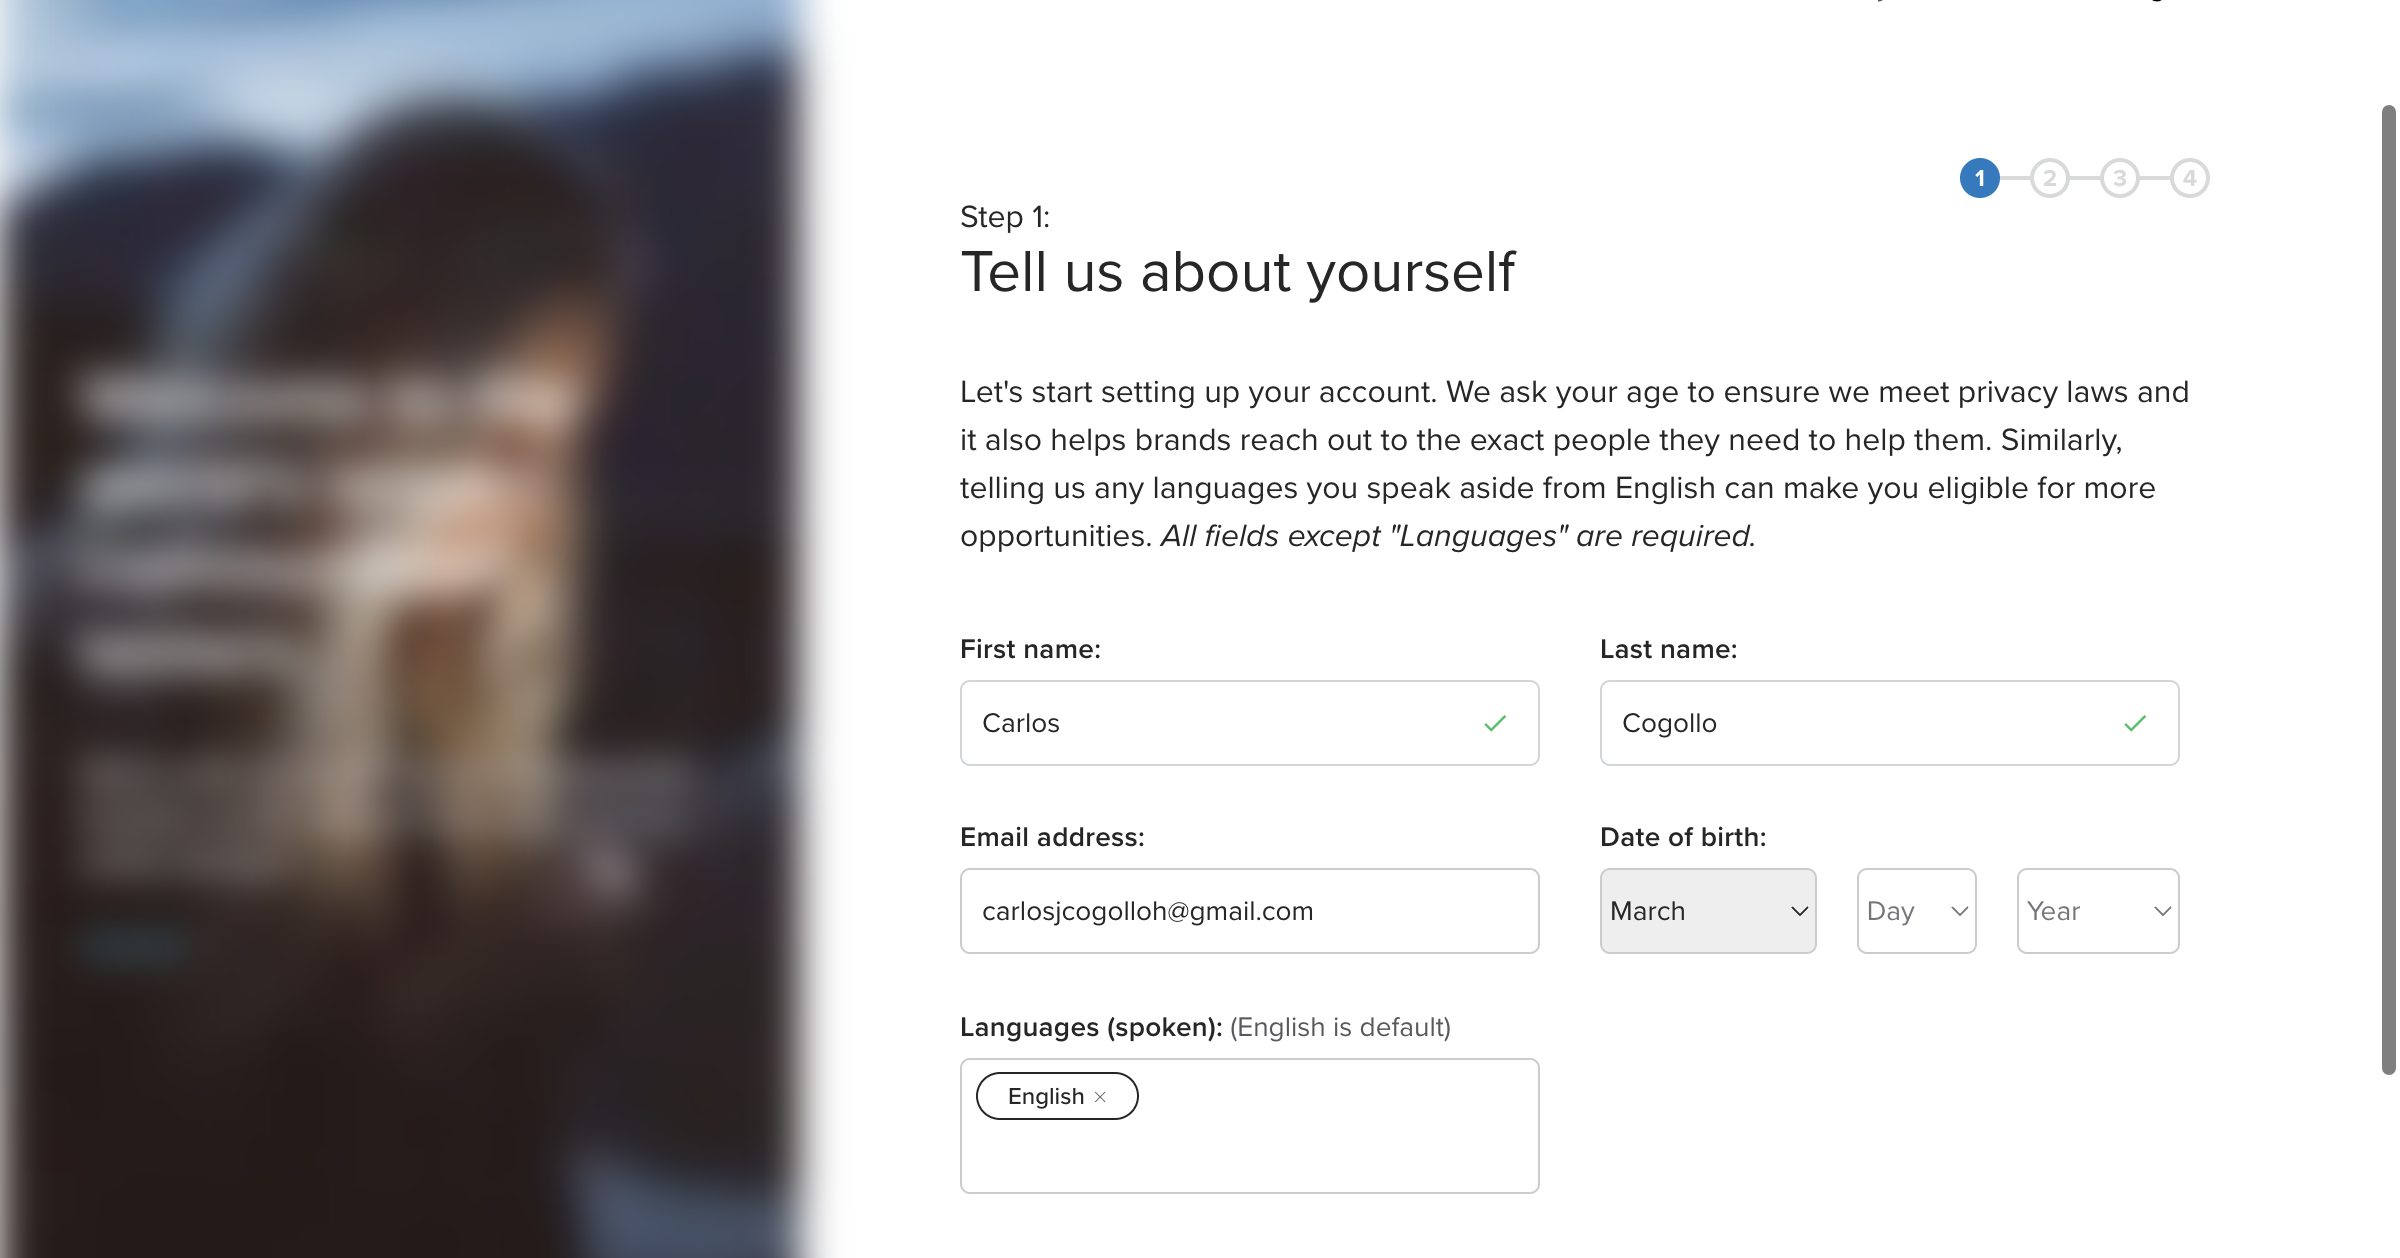 1 2 3 4
Step 1:
Tell us about yourself
Let's start setting up your account. We ask your age to ensure we meet privacy laws and
it also helps brands reach out to the exact people they need to help them. Similarly,
telling us any languages you speak aside from English can make you eligible for more
opportunities. All fields except "Languages" are required.
First name: Last name:
Carlos Cogollo
Email address: Date of birth:
carlosjcogolloh@gmail.com March Day Year
Languages (spoken): (English is default)
English ×